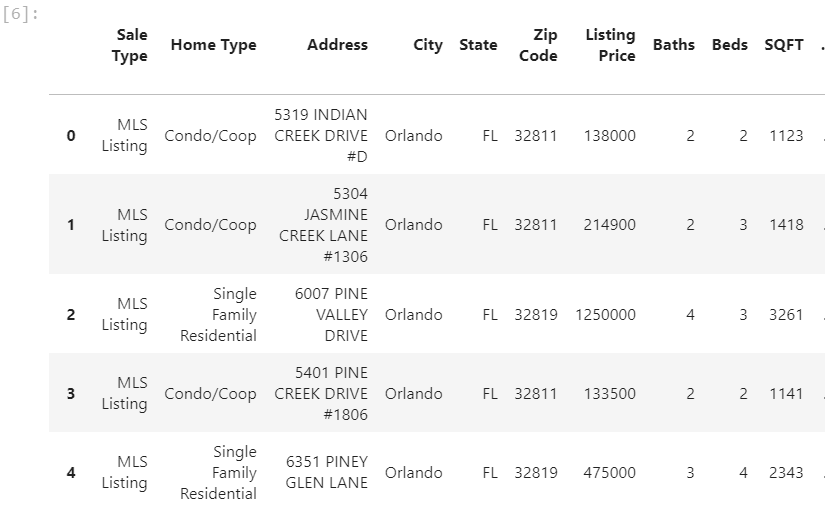 [6]:
Sale Type Home Type Address City State Zip Code Listing Price Baths Beds SQFT .
0 MLS Listing Condo/Coop 5319 INDIAN CREEK DRIVE #D Orlando FL 32811 138000 2 2 1123 .
1 MLS Listing Condo/Coop 5304 JASMINE CREEK LANE #1306 Orlando FL 32811 214900 2 3 1418 .
2 MLS Listing Single Family Residential 6007 PINE VALLEY DRIVE Orlando FL 32819 1250000 4 3 3261 .
3 MLS Listing Condo/Coop 5401 PINE CREEK DRIVE #1806 Orlando FL 32811 133500 2 2 1141 .
4 MLS Listing Single Family Residential 6351 PINEY GLEN LANE Orlando FL 32819 475000 3 4 2343 .